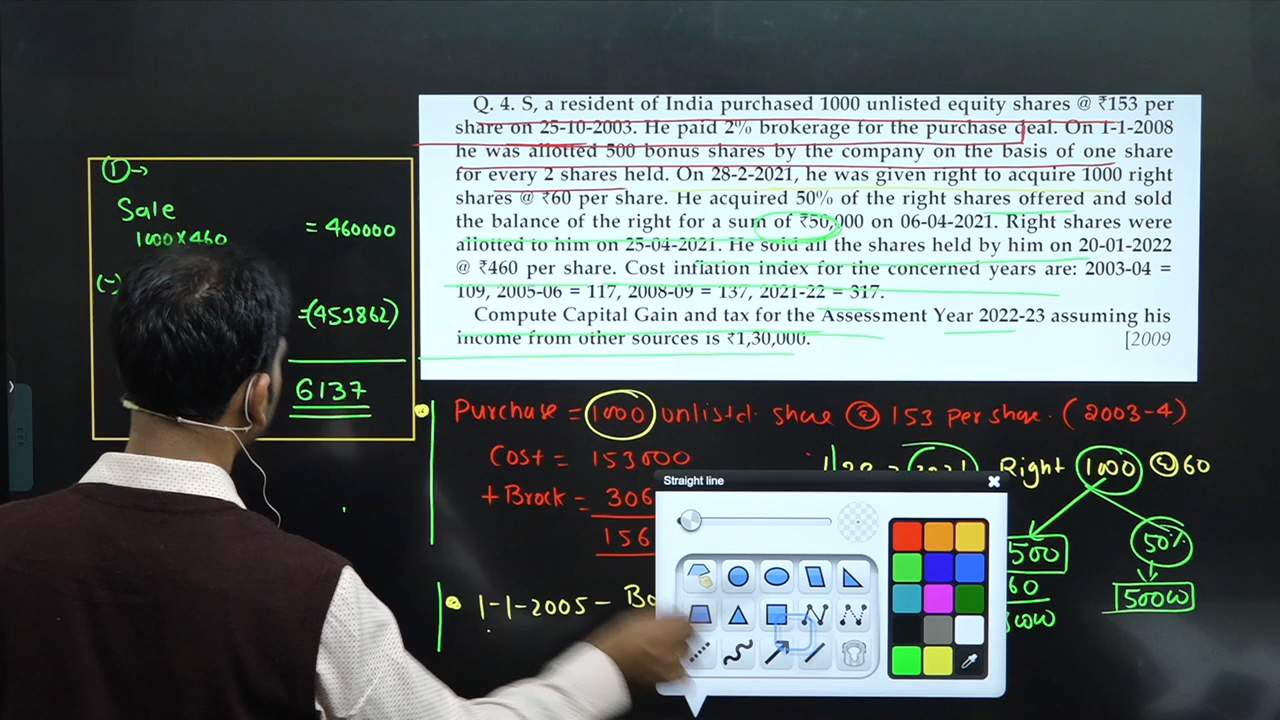 Q. 4. S, a resident of India purchased 1000 unlisted equity shares @ ₹153 per
share on 25-10-2003. He paid 2% brokerage for the purchase deal. On 1-1-2008
he was allotted 500 bonus shares by the company on the basis of one share
for every 2 shares held. On 28-2-2021, he was given right to acquire 1000 right
shares @ ₹60 per share. He acquired 50% of the right shares offered and sold
the balance of the right for a sum of ₹50,000 on 06-04-2021. Right shares were
allotted to him on 25-04-2021. He sold all the shares held by him on 20-01-2022
@ ₹460 per share. Cost inflation index for the concerned years are: 2003-04 =
109, 2005-06 = 117, 2008-09 = 137, 2021-22 = 317.
Compute Capital Gain and tax for the Assessment Year 2022-23 assuming his
income from other sources is ₹1,30,000.
[2009
① →
Sale
1000 × 460 = 460000
(-)
=(453862)
6137
Purchase = 1000 unlistd. share @ 153 per share. (2003-4)
Cost = 153000
+ Brock = 306
156
Right 1000 @ 60
500
60
50%
50000
1-1-2005 - Bo
Straight line